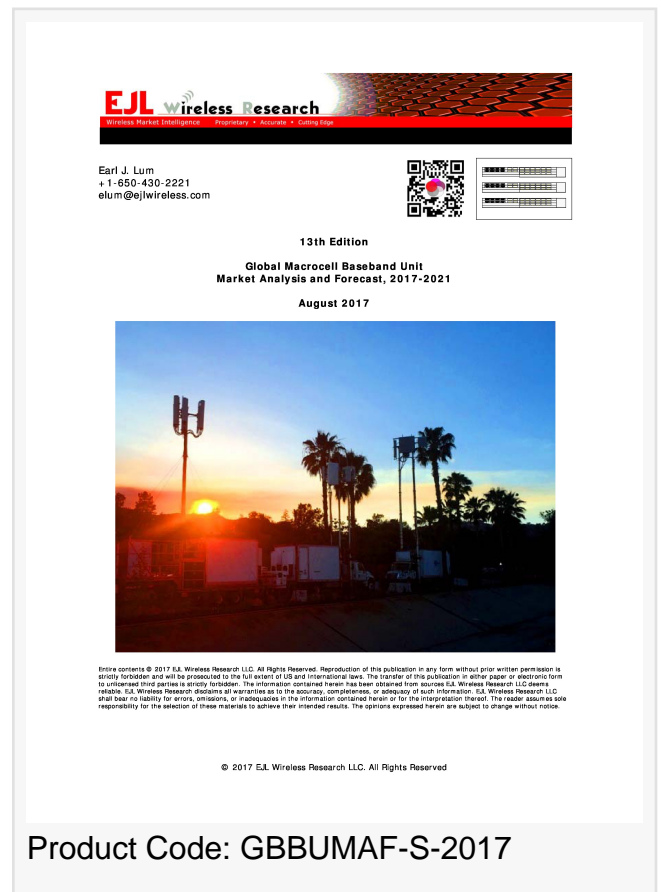 EJL Wireless Research
Wireless Market Intelligence Proprietary • Accurate • Cutting Edge
Earl J. Lum
+1-650-430-2221
elum@ejlwireless.com
13th Edition
Global Macrocell Baseband Unit
Market Analysis and Forecast, 2017-2021
August 2017
Entire contents © 2017 EJL Wireless Research LLC. All Rights Reserved. Reproduction of this publication in any form without prior written permission is
strictly forbidden and will be prosecuted to the full extent of US and International laws. The transfer of this publication in either paper or electronic form
to unlicensed third parties is strictly forbidden. The information contained herein has been obtained from sources EJL Wireless Research LLC deems
reliable. EJL Wireless Research disclaims all warranties as to the accuracy, completeness, or adequacy of such information. EJL Wireless Research LLC
shall bear no liability for errors, omissions, or inadequacies in the information contained herein or for the interpretation thereof. The reader assumes sole
responsibility for the selection of these materials to achieve their intended results. The opinions expressed herein are subject to change without notice.
© 2017 EJL Wireless Research LLC. All Rights Reserved
Product Code: GBBUMAF-S-2017